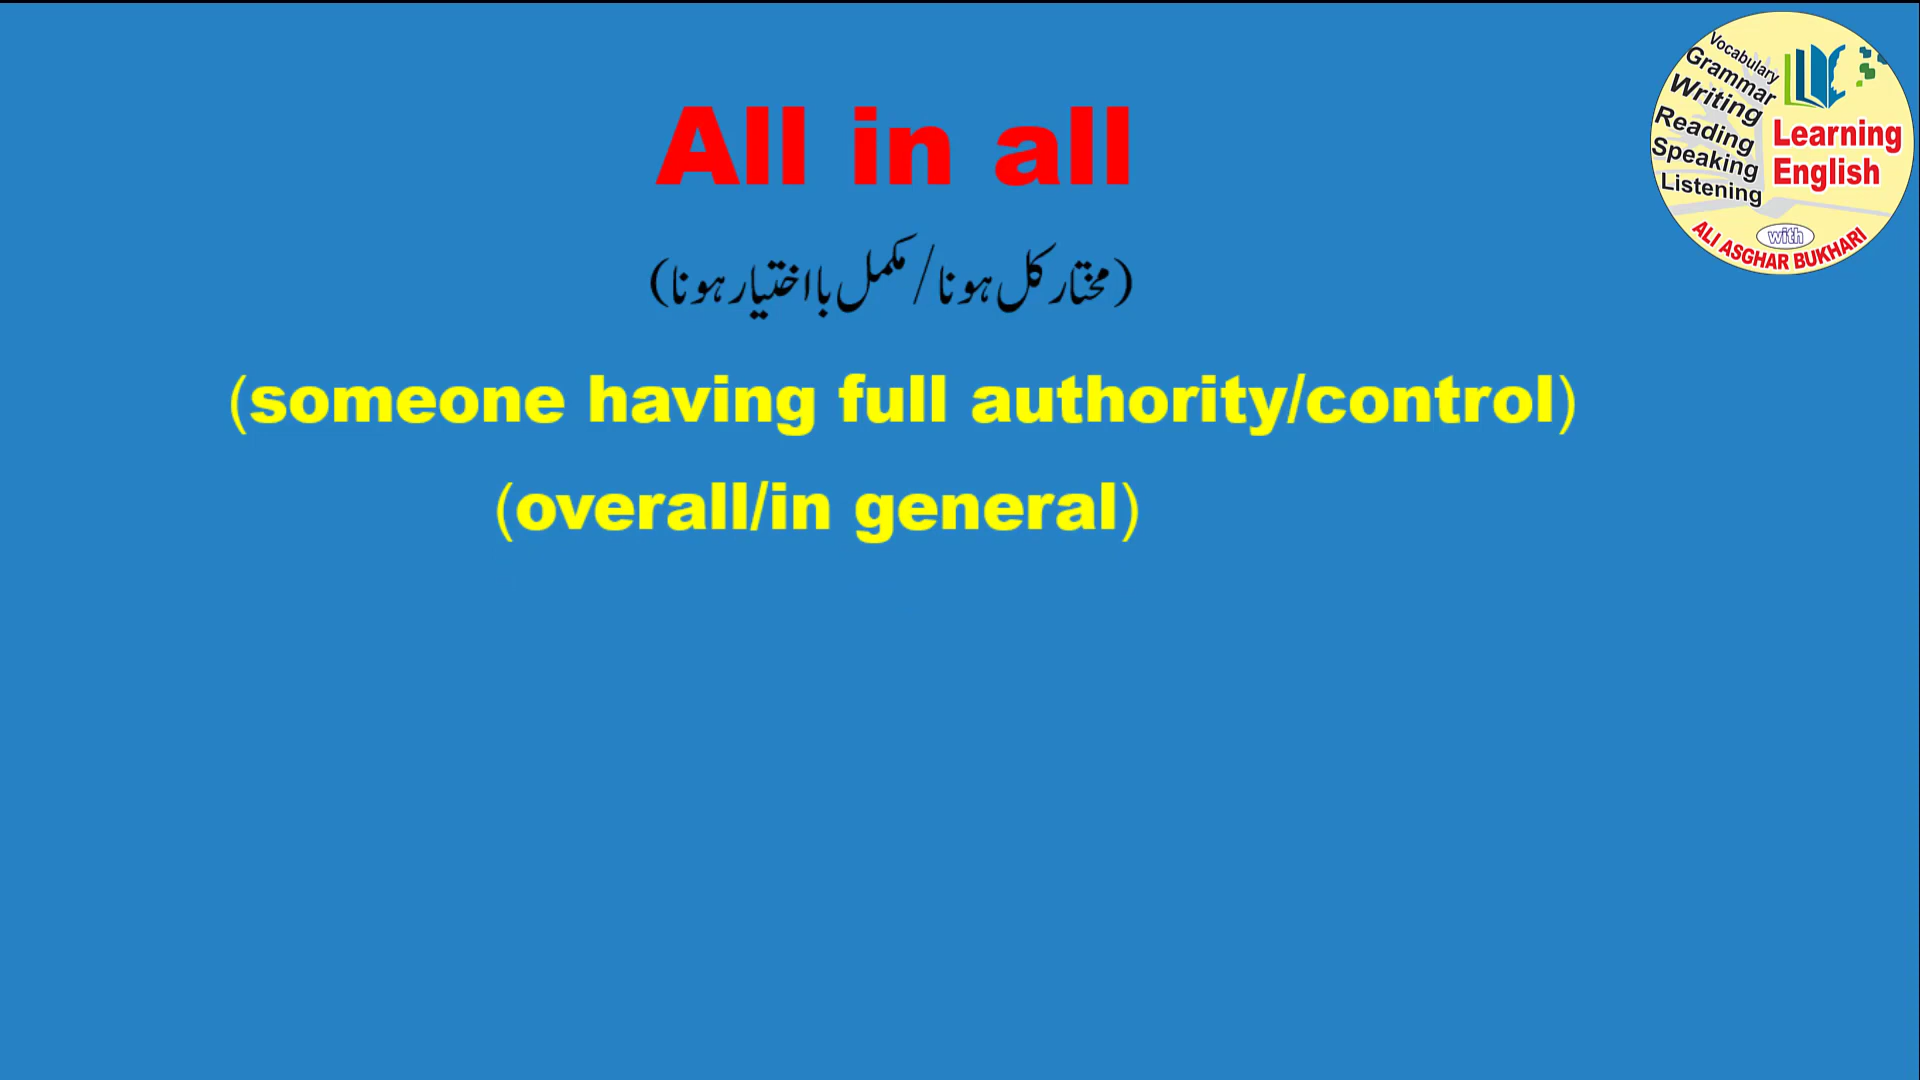 All in all
(مختار کل ہونا/مکمل بااختیار ہونا)
(someone having full authority/control)
(overall/in general)
Vocabulary
Grammar
Writing
Reading
Speaking
Listening
Learning
English
with
ALI ASGHAR BUKHARI